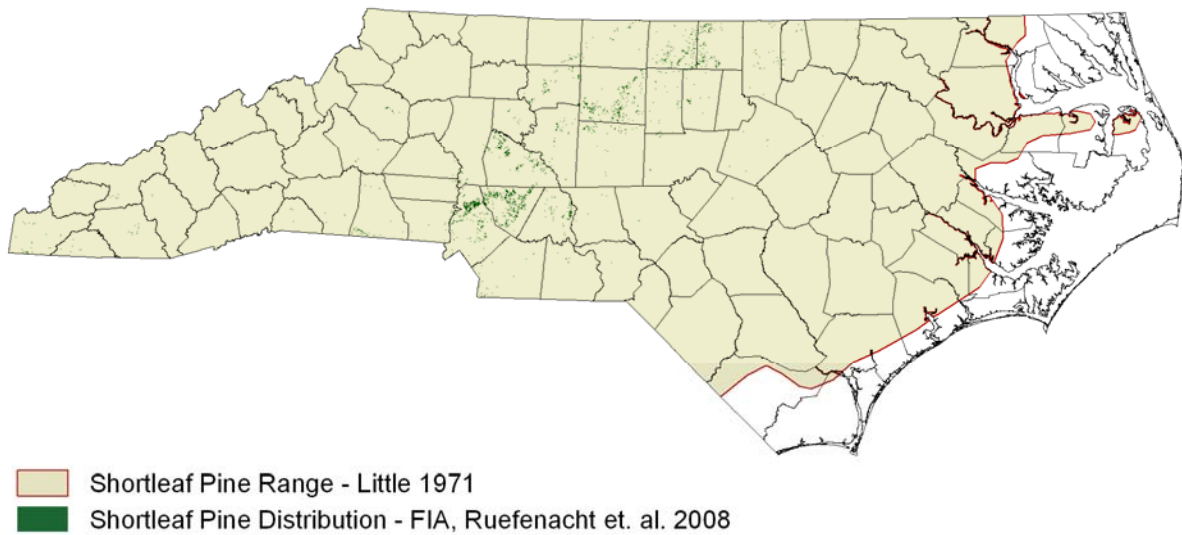 Shortleaf Pine Range - Little 1971
Shortleaf Pine Distribution - FIA, Ruefenacht et. al. 2008